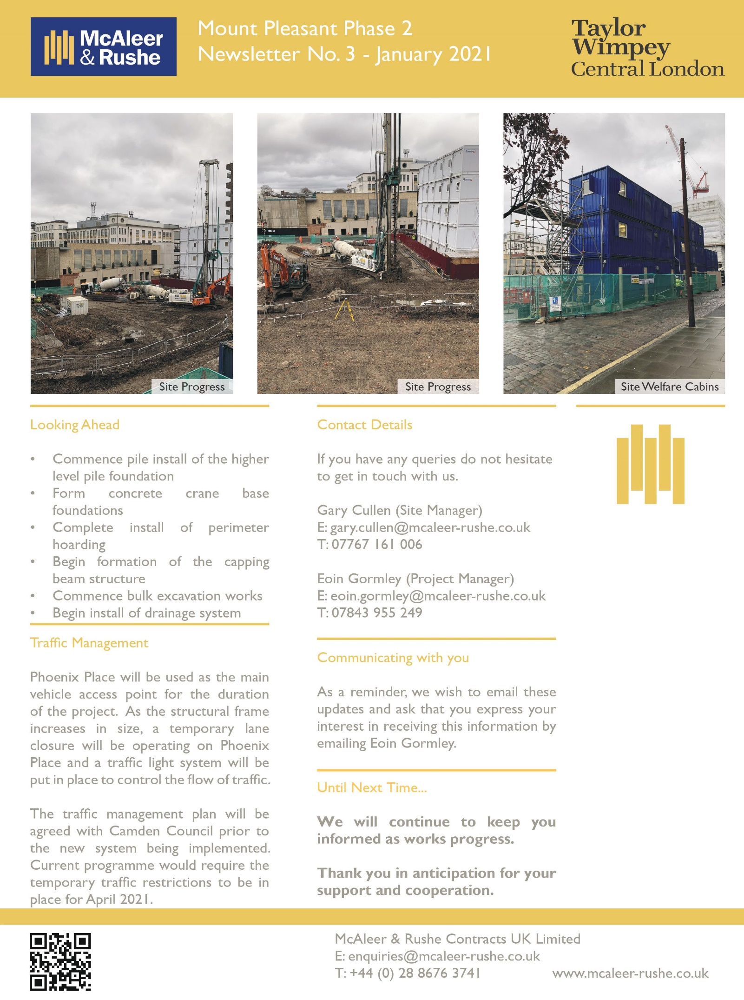 McAleer
& Rushe
Mount Pleasant Phase 2
Newsletter No. 3 - January 2021
Taylor
Wimpey
Central London
Site Progress
Site Progress
Site Welfare Cabins
Looking Ahead
• Commence pile install of the higher
level pile foundation
• Form concrete crane base
foundations
• Complete install of perimeter
hoarding
• Begin formation of the capping
beam structure
• Commence bulk excavation works
• Begin install of drainage system
Traffic Management
Phoenix Place will be used as the main
vehicle access point for the duration
of the project. As the structural frame
increases in size, a temporary lane
closure will be operating on Phoenix
Place and a traffic light system will be
put in place to control the flow of traffic.
The traffic management plan will be
agreed with Camden Council prior to
the new system being implemented.
Current programme would require the
temporary traffic restrictions to be in
place for April 2021.
Contact Details
If you have any queries do not hesitate
to get in touch with us.
Gary Cullen (Site Manager)
E: gary.cullen@mcaleer-rushe.co.uk
T: 07767 161 006
Eoin Gormley (Project Manager)
E: eoin.gormley@mcaleer-rushe.co.uk
T: 07843 955 249
Communicating with you
As a reminder, we wish to email these
updates and ask that you express your
interest in receiving this information by
emailing Eoin Gormley.
Until Next Time...
We will continue to keep you
informed as works progress.
Thank you in anticipation for your
support and cooperation.
McAleer & Rushe Contracts UK Limited
E: enquiries@mcaleer-rushe.co.uk
T: +44 (0) 28 8676 3741
www.mcaleer-rushe.co.uk